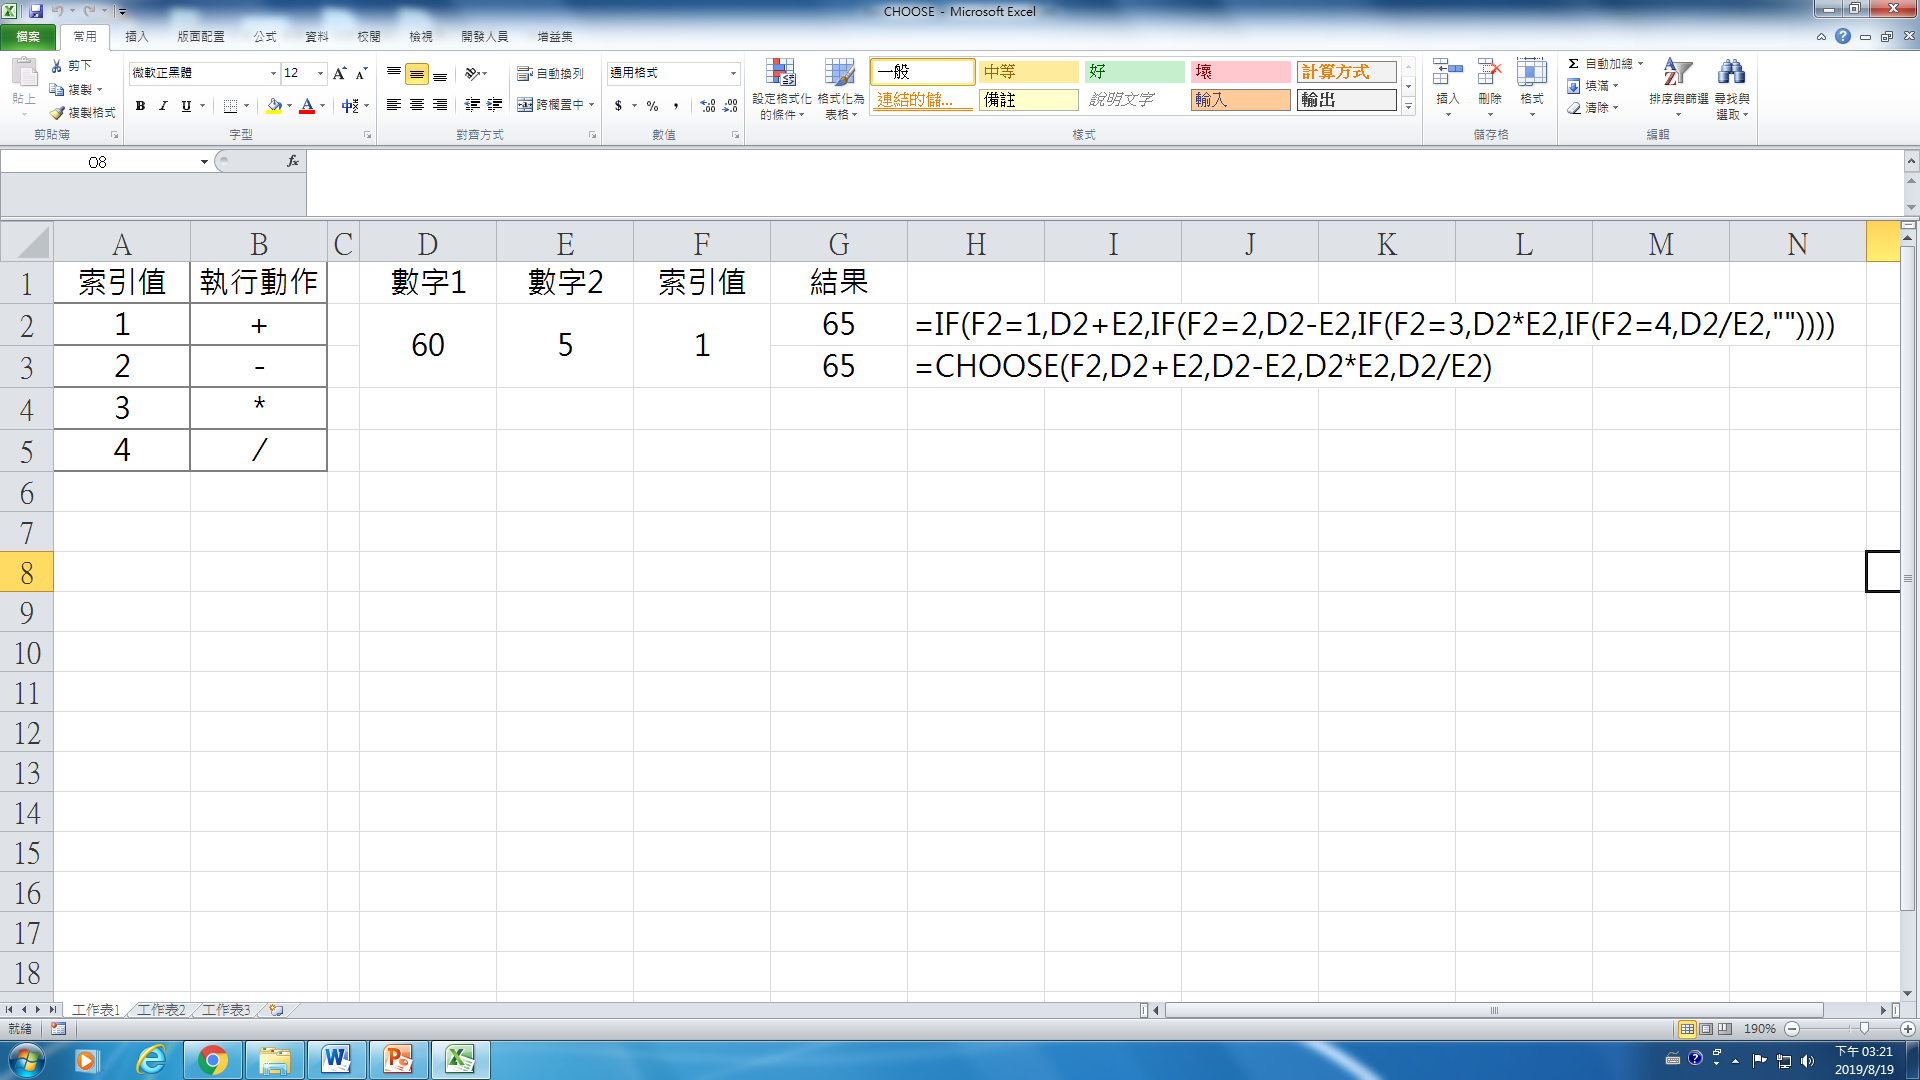 CHOOSE - Microsoft Excel
檔案 常用 插入 版面配置 公式 資料 校閱 檢視 開發人員 增益集
貼上 剪下 複製 複製格式 剪貼簿
微軟正黑體 12 B I U 字型
自動換列 跨欄置中 對齊方式
通用格式 $ % , 數值
設定格式化的條件 格式化為表格
一般 中等 好 壞 計算方式
連結的儲... 備註 說明文字 輸入 輸出
樣式
插入 刪除 格式 儲存格
Σ 自動加總 填滿 清除 排序與篩選 尋找與選取 編輯
O8 fx
A B C D E F G H I J K L M N
1 索引值 執行動作 數字1 數字2 索引值 結果
2 1 + 60 5 1 65 =IF(F2=1,D2+E2,IF(F2=2,D2-E2,IF(F2=3,D2*E2,IF(F2=4,D2/E2,""))))
3 2 - 65 =CHOOSE(F2,D2+E2,D2-E2,D2*E2,D2/E2)
4 3 *
5 4 /
6
7
8
9
10
11
12
13
14
15
16
17
18
工作表1 工作表2 工作表3
就緒 190%
下午 03:21
2019/8/19